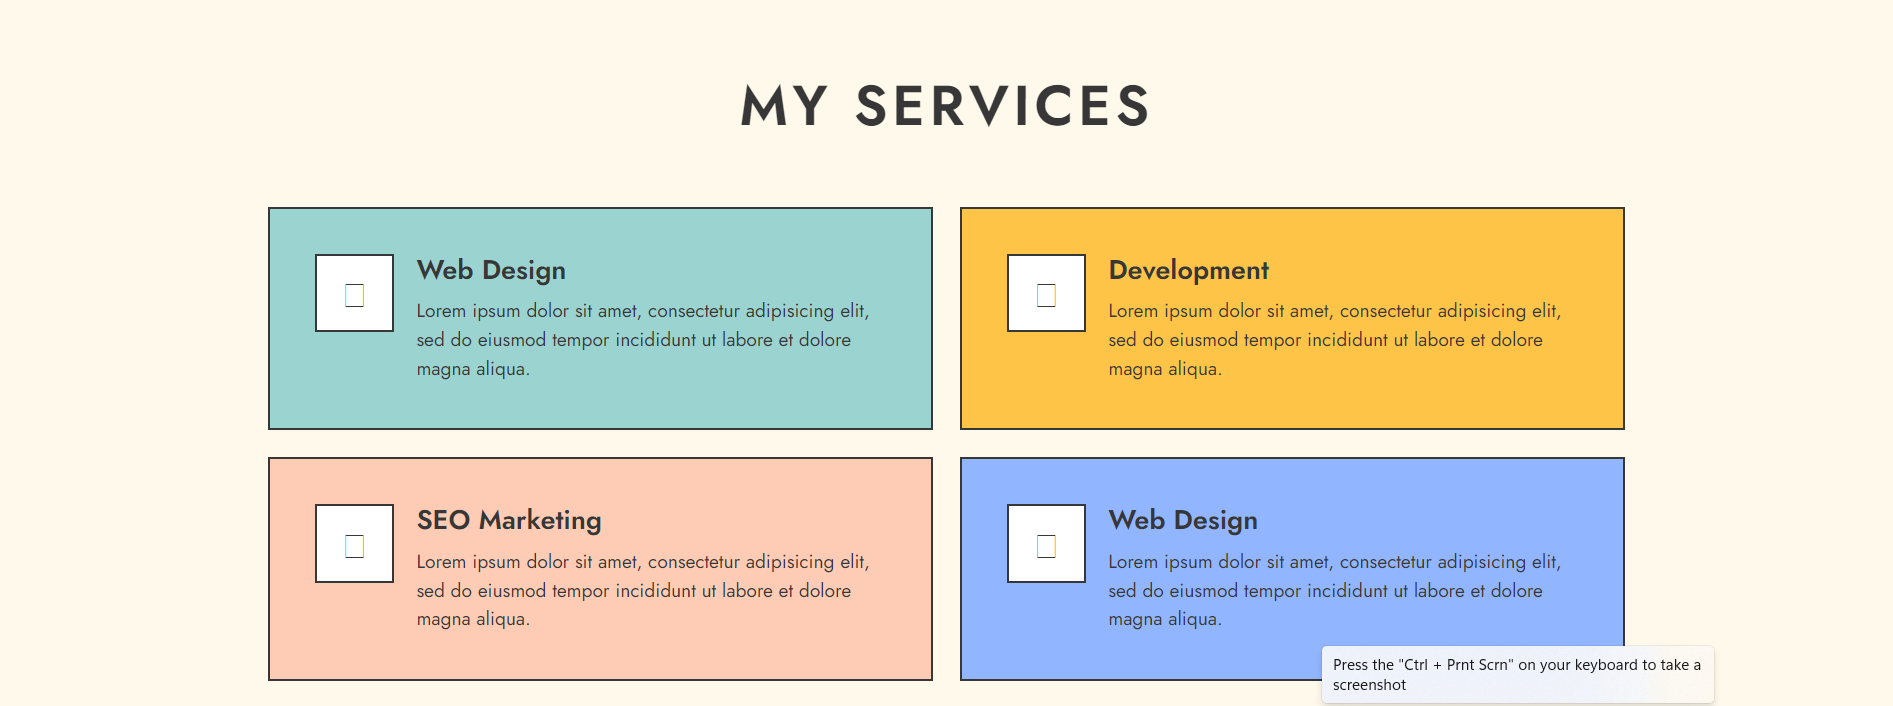 MY SERVICES
Web Design
Lorem ipsum dolor sit amet, consectetur adipisicing elit,
sed do eiusmod tempor incididunt ut labore et dolore
magna aliqua.
Development
Lorem ipsum dolor sit amet, consectetur adipisicing elit,
sed do eiusmod tempor incididunt ut labore et dolore
magna aliqua.
SEO Marketing
Lorem ipsum dolor sit amet, consectetur adipisicing elit,
sed do eiusmod tempor incididunt ut labore et dolore
magna aliqua.
Web Design
Lorem ipsum dolor sit amet, consectetur adipisicing elit,
sed do eiusmod tempor incididunt ut labore et dolore
magna aliqua.
Press the "Ctrl + Prnt Scrn" on your keyboard to take a
screenshot